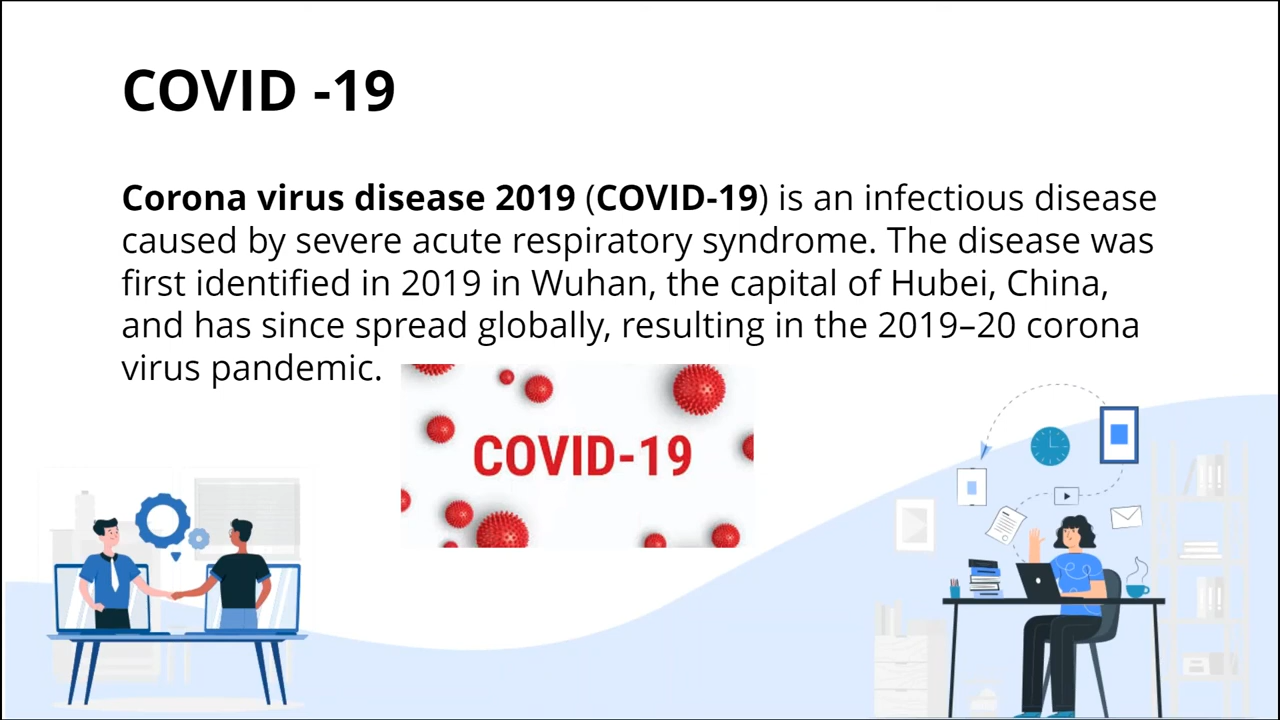 COVID -19
Corona virus disease 2019 (COVID-19) is an infectious disease
caused by severe acute respiratory syndrome. The disease was
first identified in 2019 in Wuhan, the capital of Hubei, China,
and has since spread globally, resulting in the 2019–20 corona
virus pandemic.
COVID-19